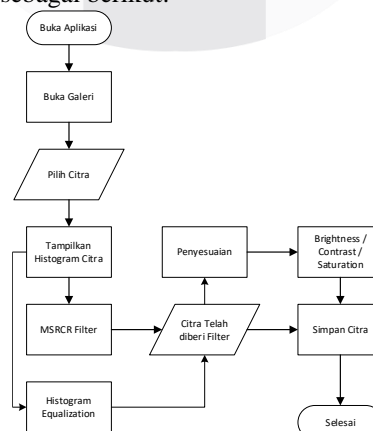 sebagai berikut:
Buka Aplikasi
Buka Galeri
Pilih Citra
Tampilkan
Histogram Citra
Penyesuaian
Brightness /
Contrast /
Saturation
MSRCR Filter
Citra Telah
diberi Filter
Simpan Citra
Histogram
Equalization
Selesai